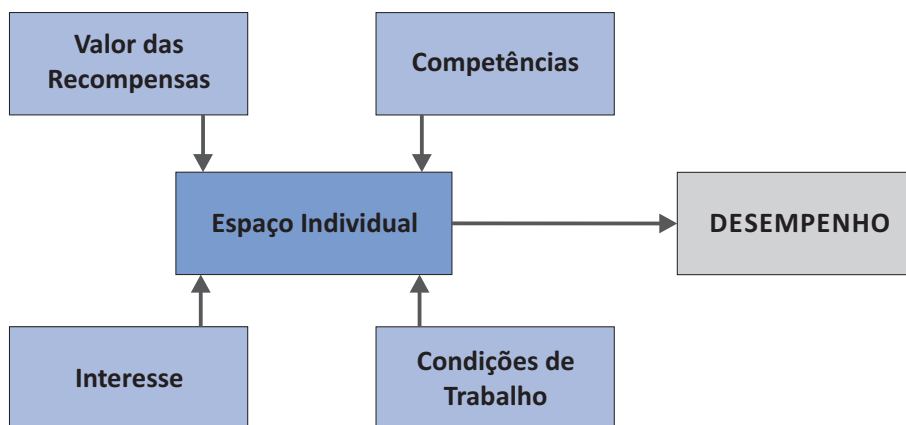 Valor das
Recompensas
Competências
Espaço Individual
DESEMPENHO
Interesse
Condições de
Trabalho